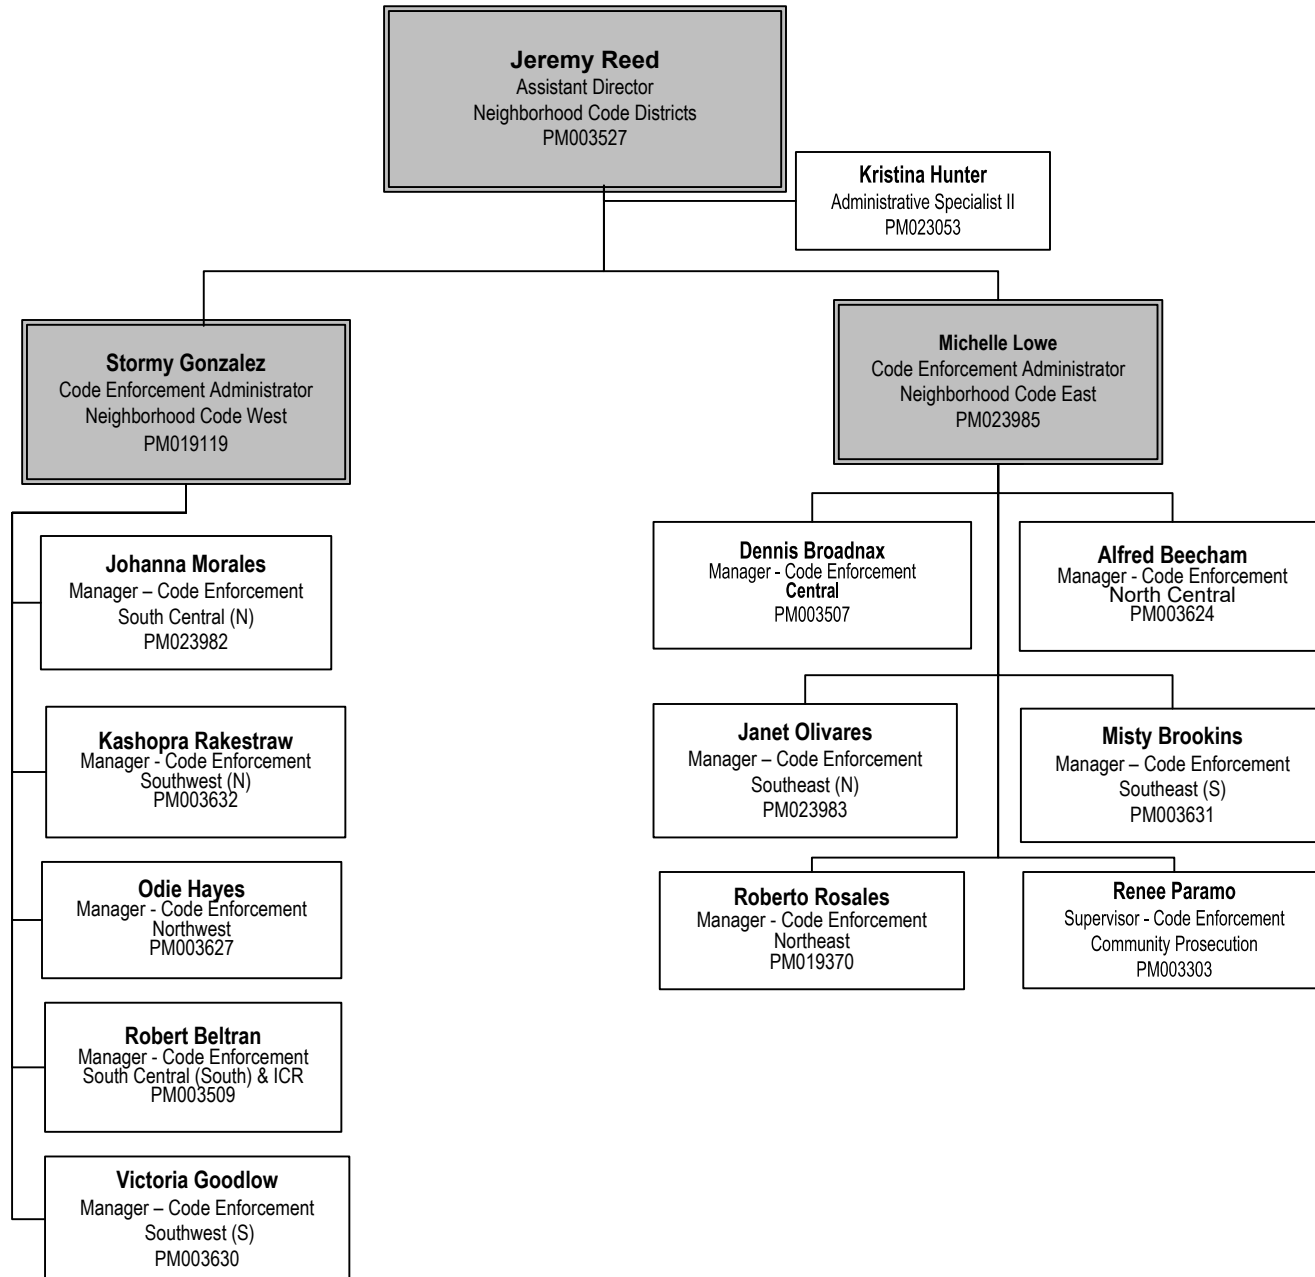 Jeremy Reed
Assistant Director
Neighborhood Code Districts
PM003527
Kristina Hunter
Administrative Specialist II
PM023053
Stormy Gonzalez
Code Enforcement Administrator
Neighborhood Code West
PM019119
Michelle Lowe
Code Enforcement Administrator
Neighborhood Code East
PM023985
Johanna Morales
Manager – Code Enforcement
South Central (N)
PM023982
Kashopra Rakestraw
Manager - Code Enforcement
Southwest (N)
PM003632
Odie Hayes
Manager - Code Enforcement
Northwest
PM003627
Robert Beltran
Manager - Code Enforcement
South Central (South) & ICR
PM003509
Victoria Goodlow
Manager – Code Enforcement
Southwest (S)
PM003630
Dennis Broadnax
Manager - Code Enforcement
Central
PM003507
Alfred Beecham
Manager - Code Enforcement
North Central
PM003624
Janet Olivares
Manager – Code Enforcement
Southeast (N)
PM023983
Misty Brookins
Manager – Code Enforcement
Southeast (S)
PM003631
Roberto Rosales
Manager - Code Enforcement
Northeast
PM019370
Renee Paramo
Supervisor - Code Enforcement
Community Prosecution
PM003303